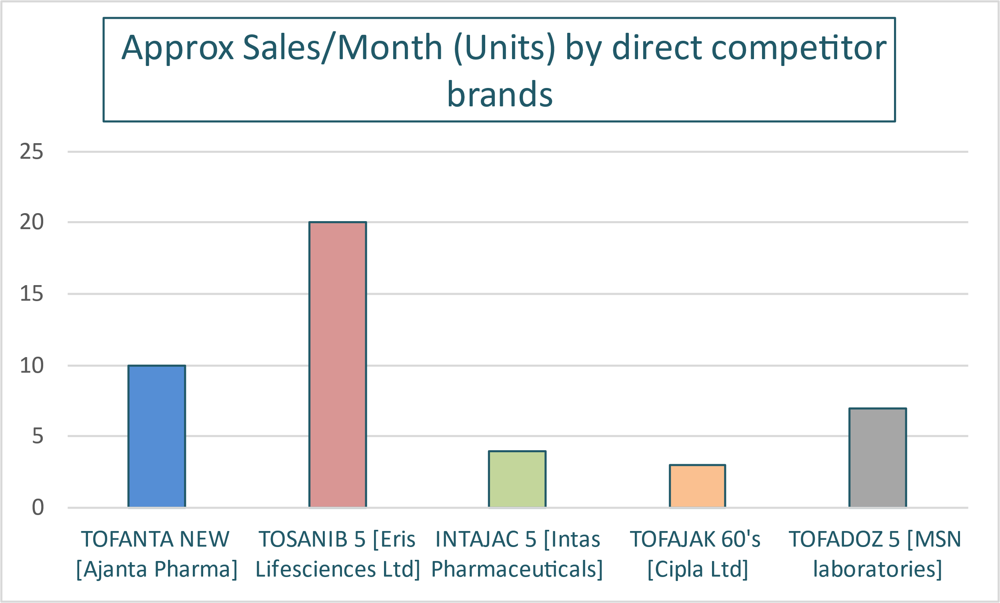 Approx Sales/Month (Units) by direct competitor
brands
25
20
15
10
5
0
TOFANTA NEW
[Ajanta Pharma]
TOSANIB 5 [Eris
Lifesciences Ltd]
INTAJAC 5 [Intas
Pharmaceuticals]
TOFAJAK 60's
[Cipla Ltd]
TOFADOZ 5 [MSN
laboratories]